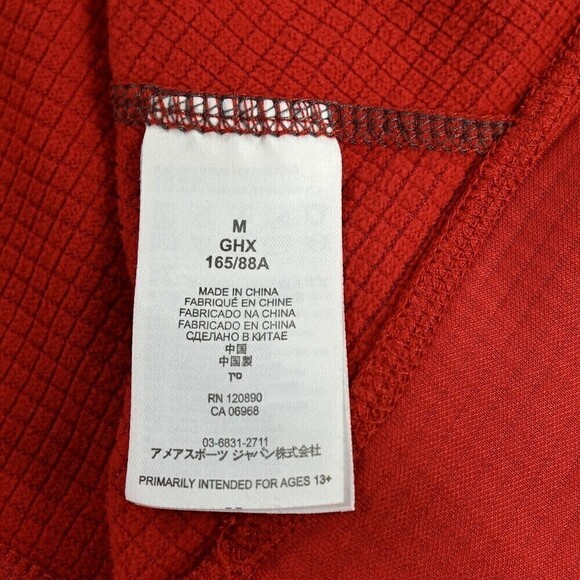 M
GHX
165/88A
MADE IN CHINA
FABRIQUÉ EN CHINE
FABRICADO NA CHINA
FABRICADO EN CHINA
СДЕЛАНО В КИТАЕ
中国
中国製
סין
RN 120890
CA 06968
03-6831-2711
アメアスポーツ ジャパン株式会社
PRIMARILY INTENDED FOR AGES 13+